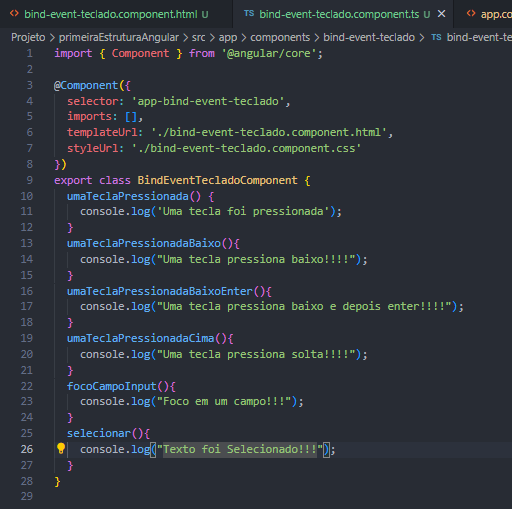 <> bind-event-teclado.component.html U
TS bind-event-teclado.component.ts U ×
<> app.co
Projeto > primeiraEstruturaAngular > src > app > components > bind-event-teclado > TS bind-event-te
1 import { Component } from '@angular/core';
2
3 @Component({
4   selector: 'app-bind-event-teclado',
5   imports: [],
6   templateUrl: './bind-event-teclado.component.html',
7   styleUrl: './bind-event-teclado.component.css'
8 })
9 export class BindEventTecladoComponent {
10   umaTeclaPressionada() {
11     console.log('Uma tecla foi pressionada');
12   }
13   umaTeclaPressionadaBaixo(){
14     console.log("Uma tecla pressiona baixo!!!!");
15   }
16   umaTeclaPressionadaBaixoEnter(){
17     console.log("Uma tecla pressiona baixo e depois enter!!!!");
18   }
19   umaTeclaPressionadaCima(){
20     console.log("Uma tecla pressiona solta!!!!");
21   }
22   focoCampoInput(){
23     console.log("Foco em um campo!!!");
24   }
25   selecionar(){
26     console.log("Texto foi Selecionado!!!");
27   }
28 }
29